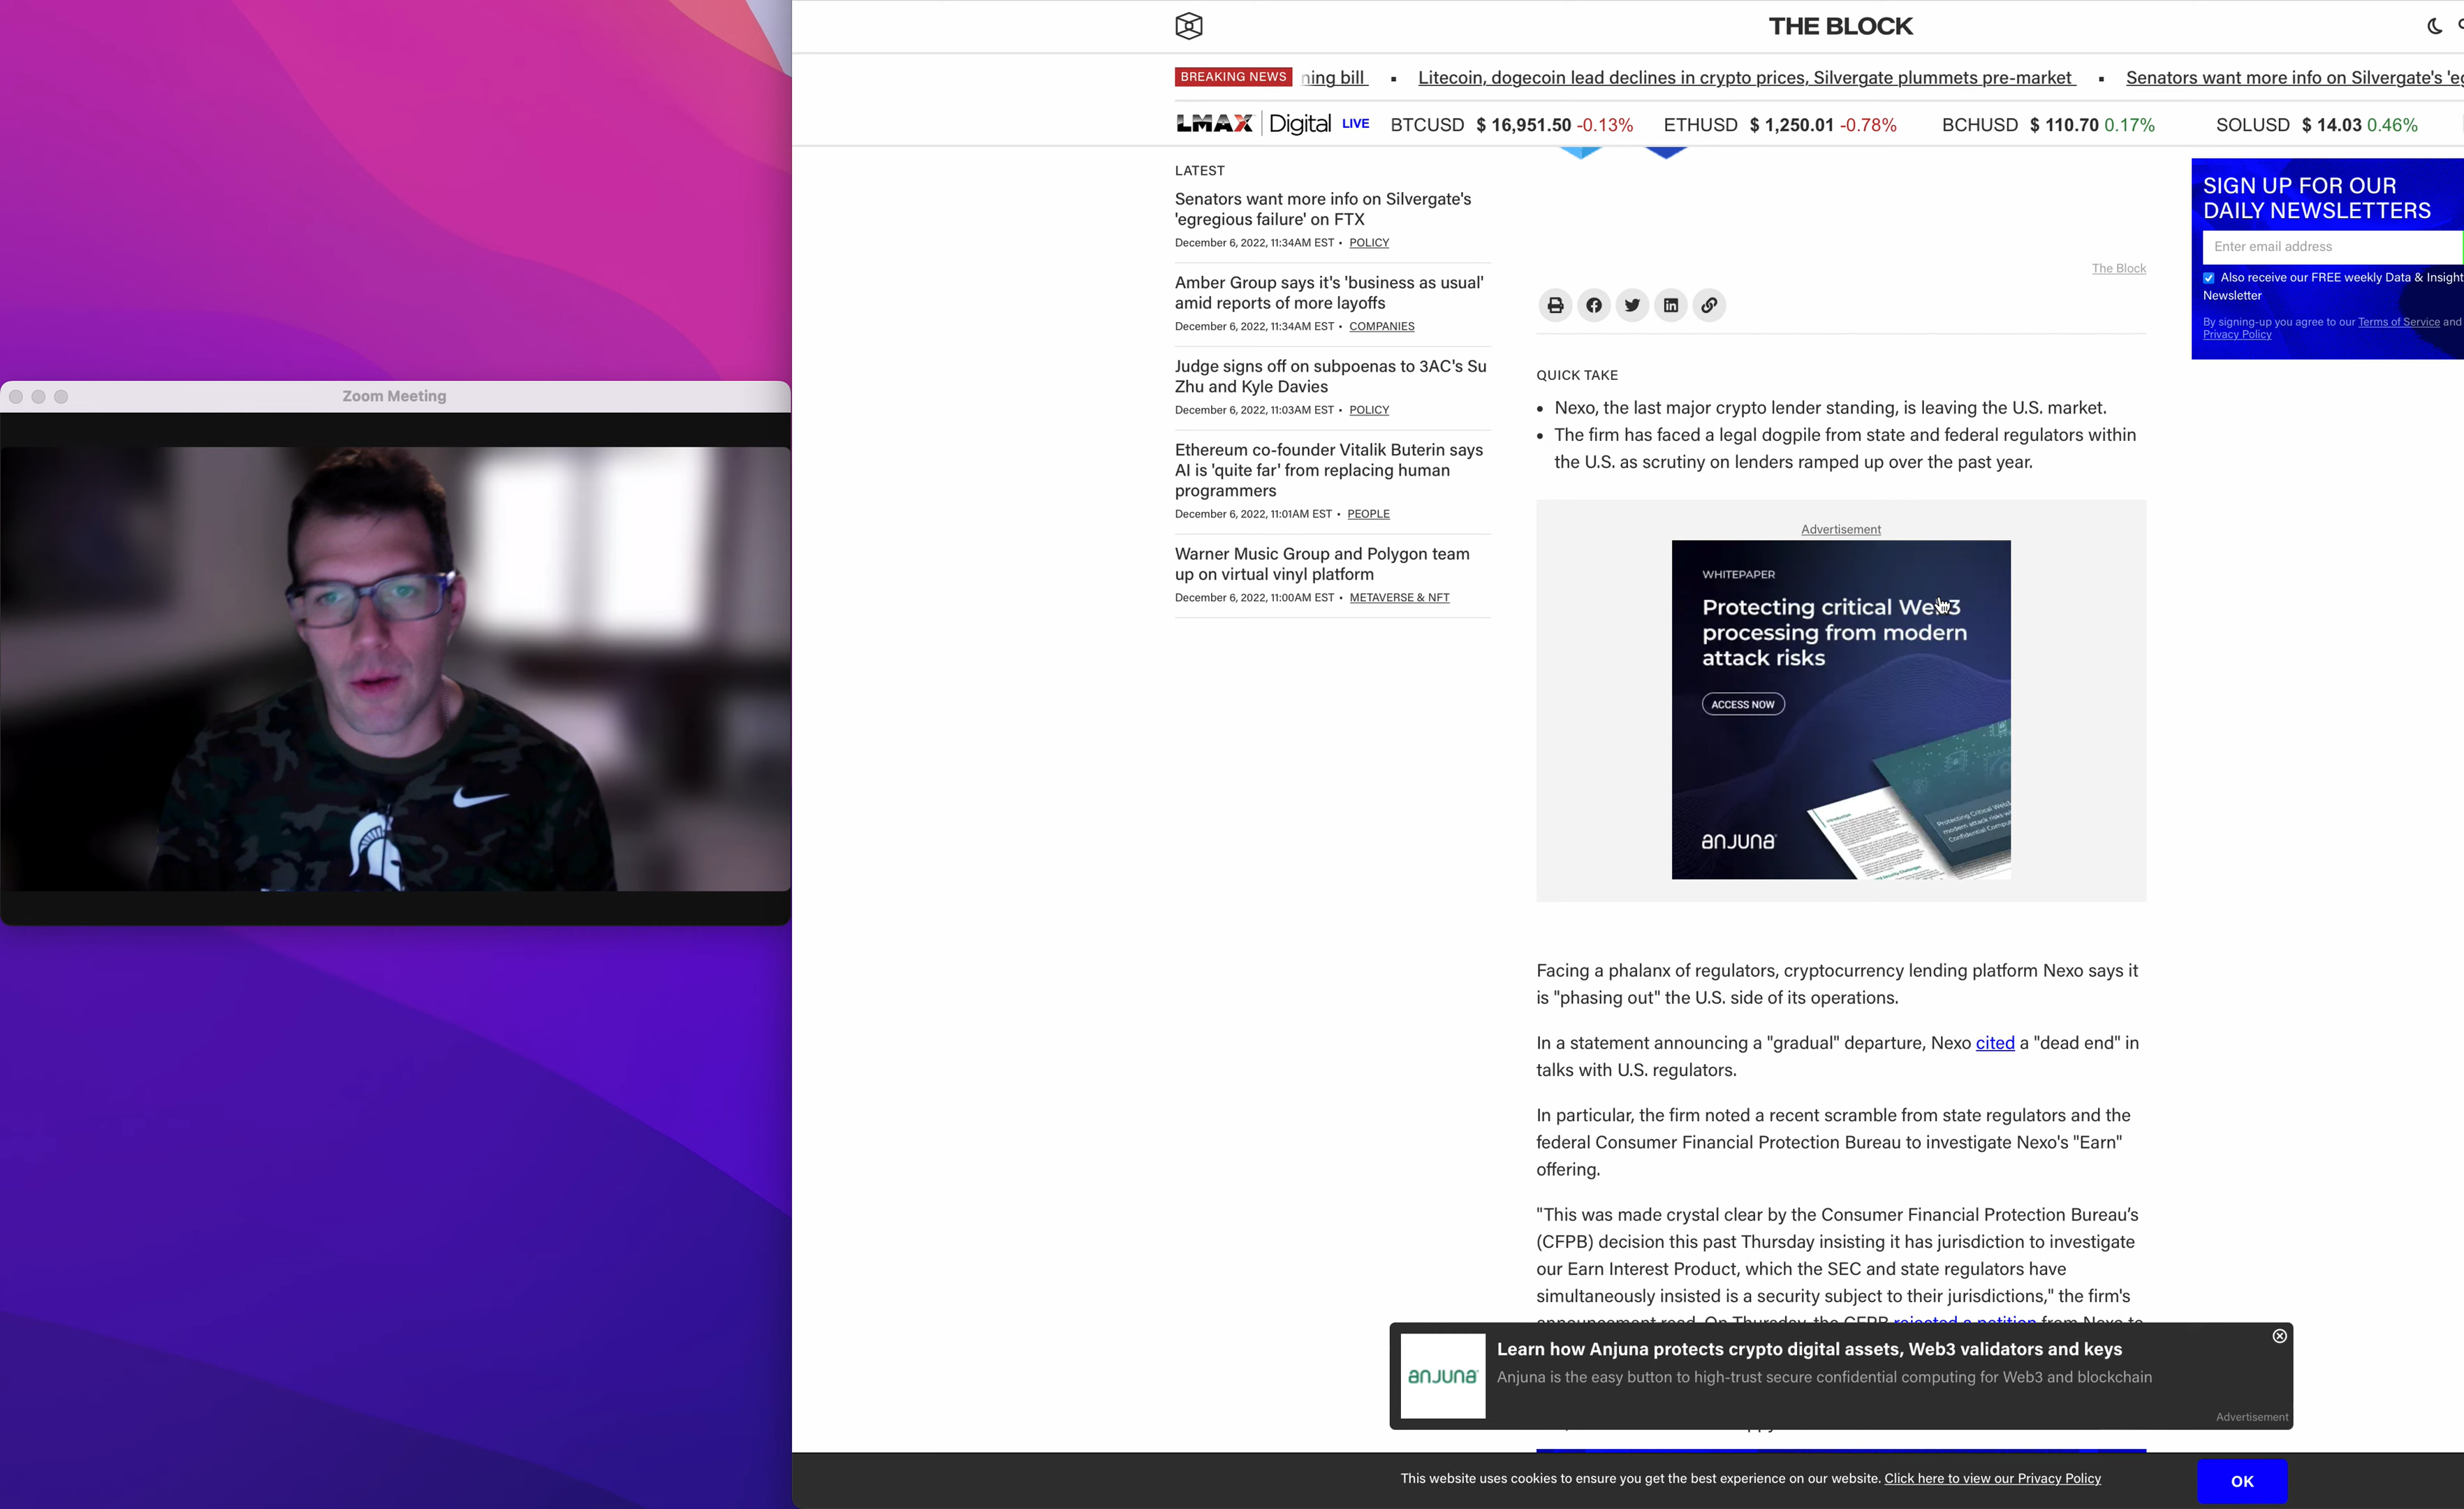 THE BLOCK
BREAKING NEWS ning bill ▪ Litecoin, dogecoin lead declines in crypto prices, Silvergate plummets pre-market ▪ Senators want more info on Silvergate's
LMAX Digital LIVE BTCUSD $ 16,951.50 -0.13% ETHUSD $ 1,250.01 -0.78% BCHUSD $ 110.70 0.17% SOLUSD $ 14.03 0.46%
LATEST
Senators want more info on Silvergate's
'egregious failure' on FTX
December 6, 2022, 11:34AM EST • POLICY
Amber Group says it's 'business as usual'
amid reports of more layoffs
December 6, 2022, 11:34AM EST • COMPANIES
Judge signs off on subpoenas to 3AC's Su
Zhu and Kyle Davies
December 6, 2022, 11:03AM EST • POLICY
Ethereum co-founder Vitalik Buterin says
AI is 'quite far' from replacing human
programmers
December 6, 2022, 11:01AM EST • PEOPLE
Warner Music Group and Polygon team
up on virtual vinyl platform
December 6, 2022, 11:00AM EST • METAVERSE & NFT
Zoom Meeting
The Block
QUICK TAKE
• Nexo, the last major crypto lender standing, is leaving the U.S. market.
• The firm has faced a legal dogpile from state and federal regulators within
the U.S. as scrutiny on lenders ramped up over the past year.
Advertisement
WHITEPAPER
Protecting critical Web3
processing from modern
attack risks
ACCESS NOW
anjuna
Protecting Critical Web3
modern attack risks
Confidential
Facing a phalanx of regulators, cryptocurrency lending platform Nexo says it
is "phasing out" the U.S. side of its operations.
In a statement announcing a "gradual" departure, Nexo cited a "dead end" in
talks with U.S. regulators.
In particular, the firm noted a recent scramble from state regulators and the
federal Consumer Financial Protection Bureau to investigate Nexo's "Earn"
offering.
"This was made crystal clear by the Consumer Financial Protection Bureau's
(CFPB) decision this past Thursday insisting it has jurisdiction to investigate
our Earn Interest Product, which the SEC and state regulators have
simultaneously insisted is a security subject to their jurisdictions," the firm's
announcement read. On Thursday, the CFPB rejected a petition from Nexo to
SIGN UP FOR OUR
DAILY NEWSLETTERS
Enter email address
Also receive our FREE weekly Data & Insight
Newsletter
By signing-up you agree to our Terms of Service and
Privacy Policy
anjuna
Learn how Anjuna protects crypto digital assets, Web3 validators and keys
Anjuna is the easy button to high-trust secure confidential computing for Web3 and blockchain
Advertisement
This website uses cookies to ensure you get the best experience on our website. Click here to view our Privacy Policy
OK